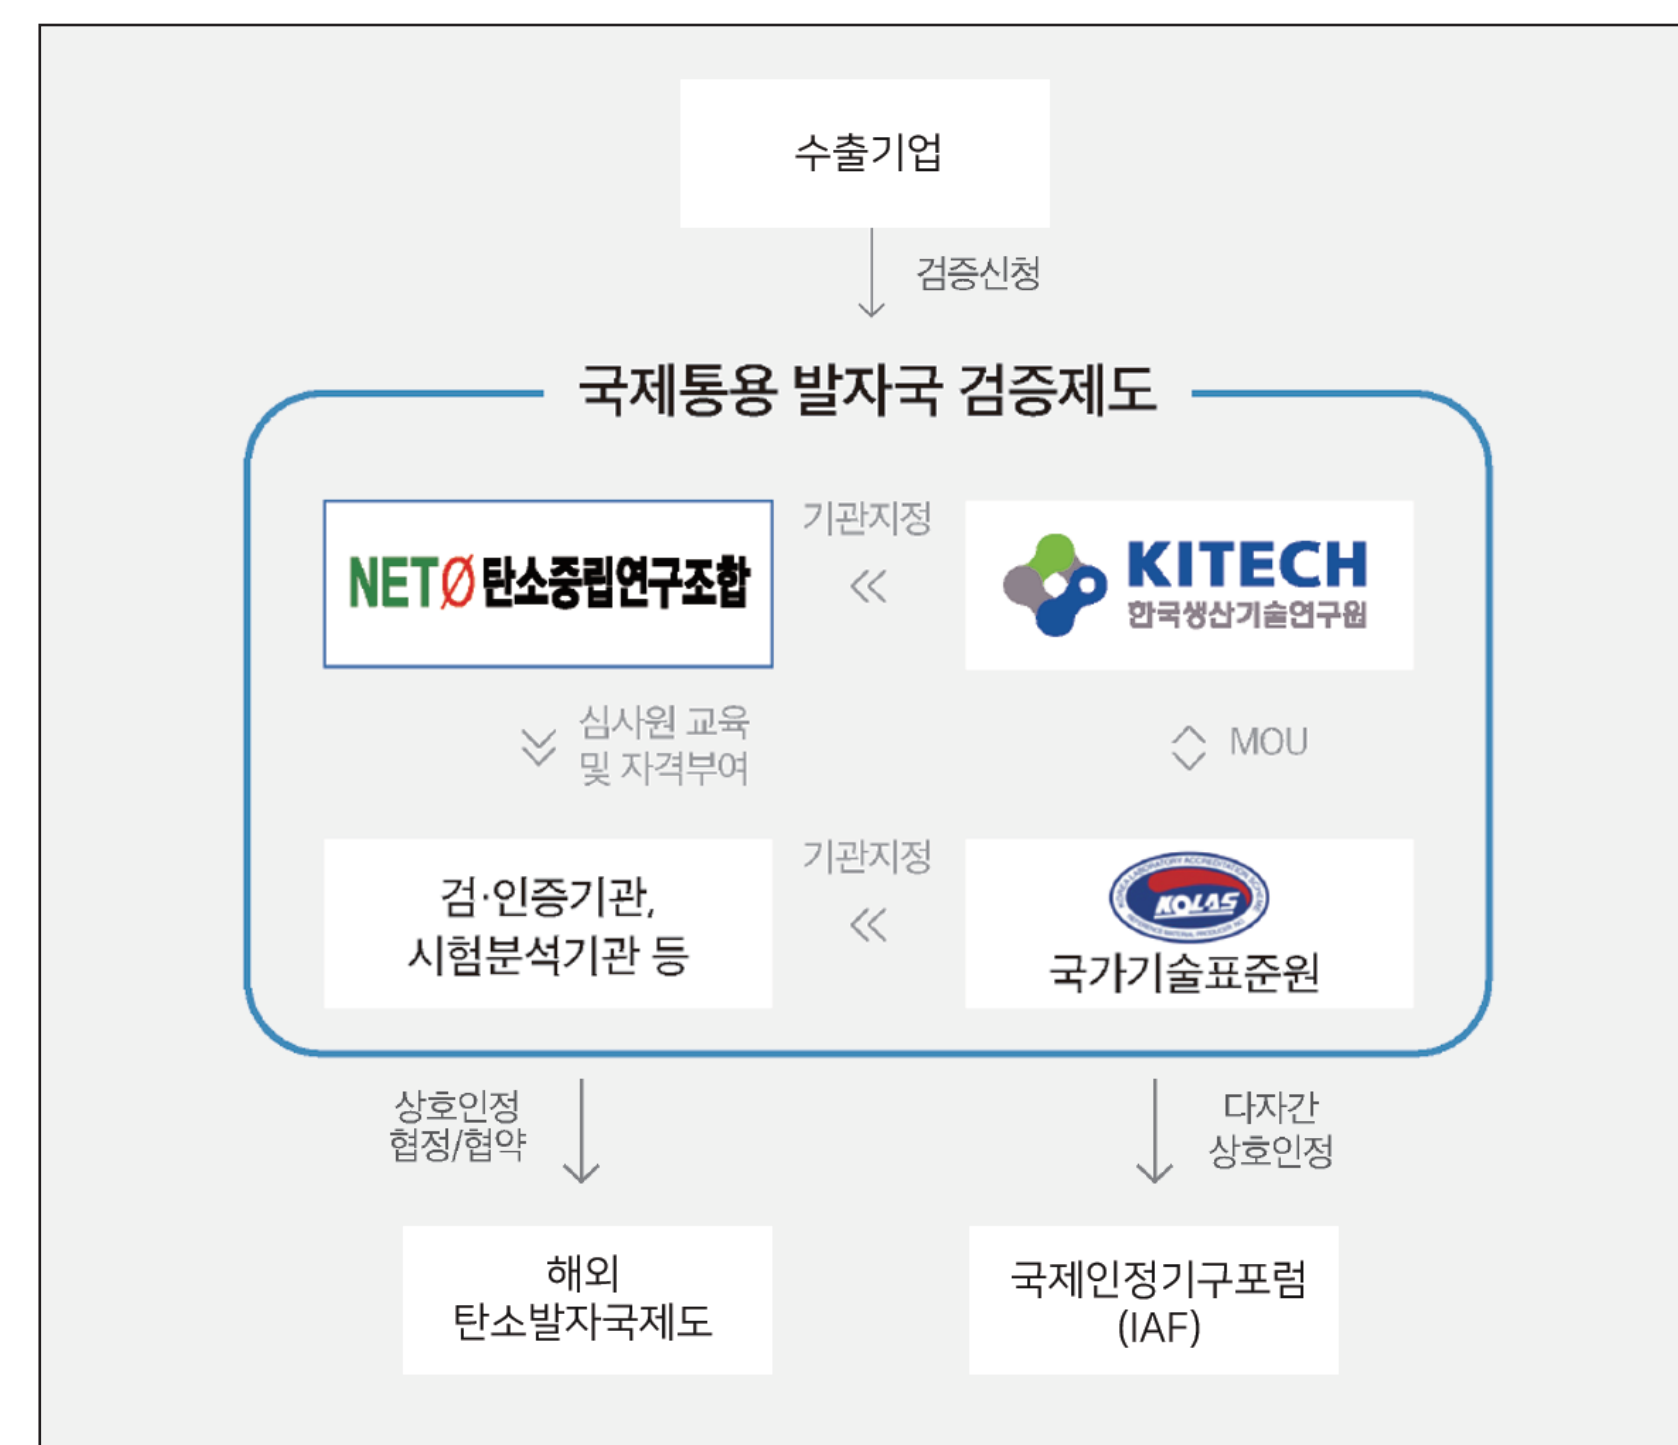 수출기업
검증신청
국제통용 발자국 검증제도
NETØ 탄소중립연구조합
기관지정
KITECH
한국생산기술연구원
심사원 교육
및 자격부여
MOU
검·인증기관,
시험분석기관 등
기관지정
KOREA LABORATORY ACCREDITATION SCHEME
KOLAS
국가기술표준원
상호인정
협정/협약
다자간
상호인정
해외
탄소발자국제도
국제인정기구포럼
(IAF)